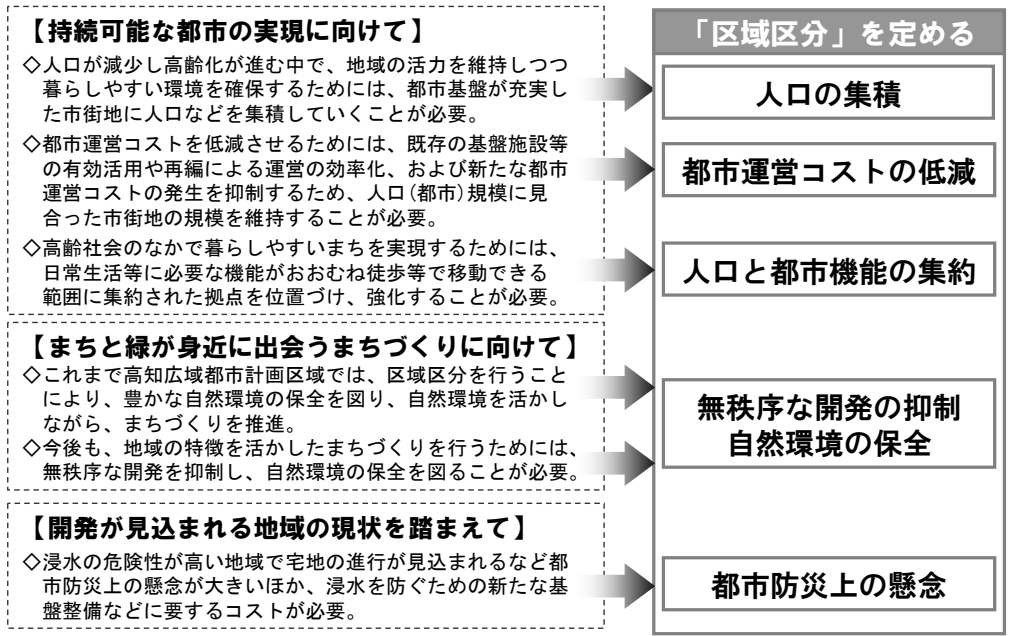 【持続可能な都市の実現に向けて】
◇人口が減少し高齢化が進む中で、地域の活力を維持しつつ
暮らしやすい環境を確保するためには、都市基盤が充実し
た市街地に人口などを集積していくことが必要。
◇都市運営コストを低減させるためには、既存の基盤施設等
の有効活用や再編による運営の効率化、および新たな都市
運営コストの発生を抑制するため、人口(都市)規模に見
合った市街地の規模を維持することが必要。
◇高齢社会のなかで暮らしやすいまちを実現するためには、
日常生活等に必要な機能がおおむね徒歩等で移動できる
範囲に集約された拠点を位置づけ、強化することが必要。
【まちと緑が身近に出会うまちづくりに向けて】
◇これまで高知広域都市計画区域では、区域区分を行うこと
により、豊かな自然環境の保全を図り、自然環境を活かし
ながら、まちづくりを推進。
◇今後も、地域の特徴を活かしたまちづくりを行うためには、
無秩序な開発を抑制し、自然環境の保全を図ることが必要。
【開発が見込まれる地域の現状を踏まえて】
◇浸水の危険性が高い地域で宅地の進行が見込まれるなど都
市防災上の懸念が大きいほか、浸水を防ぐための新たな基
盤整備などに要するコストが必要。
「区域区分」を定める
人口の集積
都市運営コストの低減
人口と都市機能の集約
無秩序な開発の抑制
自然環境の保全
都市防災上の懸念